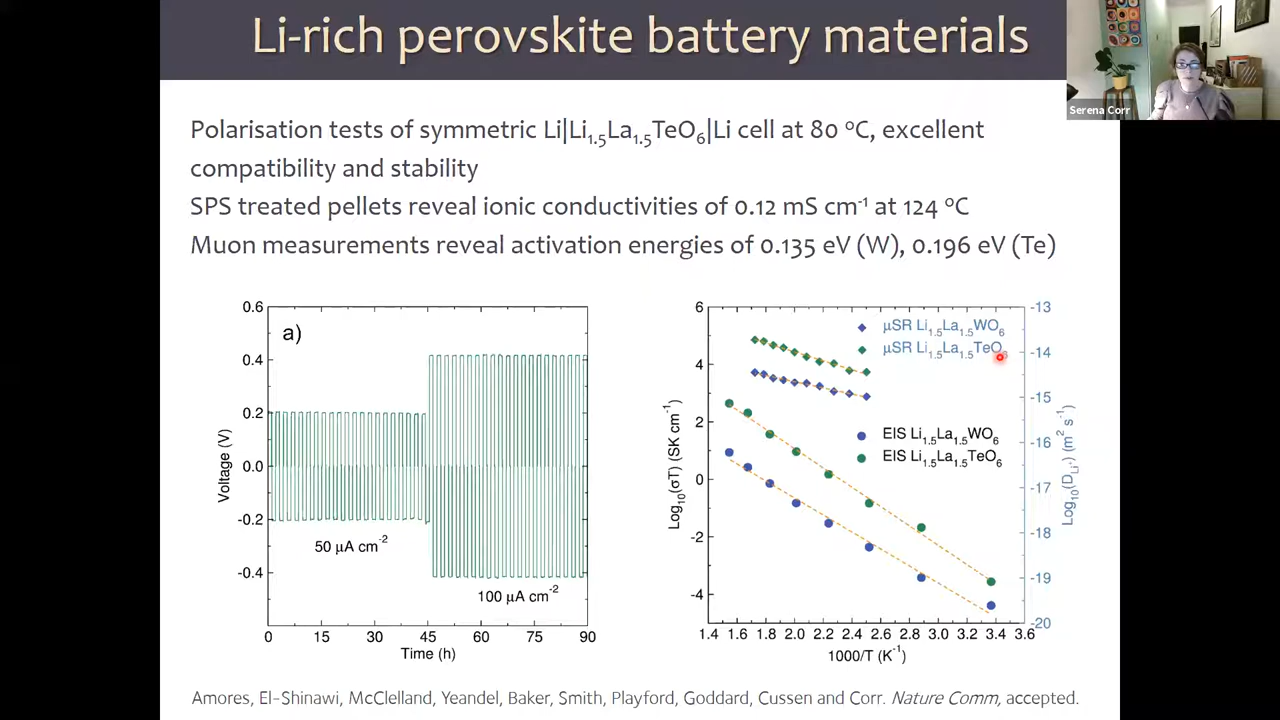 Li-rich perovskite battery materials
Serena Corr
Polarisation tests of symmetric Li|Li1.5La1.5TeO6|Li cell at 80 ºC, excellent
compatibility and stability
SPS treated pellets reveal ionic conductivities of 0.12 mS cm-1 at 124 ºC
Muon measurements reveal activation energies of 0.135 eV (W), 0.196 eV (Te)
a)
Voltage (V)
0.6
0.4
0.2
0.0
-0.2
-0.4
50 µA cm-2
100 µA cm-2
0 15 30 45 60 75 90
Time (h)
Log10(σT) (SK cm-1)
6
4
2
0
-2
-4
µSR Li1.5La1.5WO6
µSR Li1.5La1.5TeO6
EIS Li1.5La1.5WO6
EIS Li1.5La1.5TeO6
-13
-14
-15
-16
-17
-18
-19
-20
Log10(DLi+) (m2 s-1)
1.4 1.6 1.8 2.0 2.2 2.4 2.6 2.8 3.0 3.2 3.4 3.6
1000/T (K-1)
Amores, El-Shinawi, McClelland, Yeandel, Baker, Smith, Playford, Goddard, Cussen and Corr. Nature Comm, accepted.